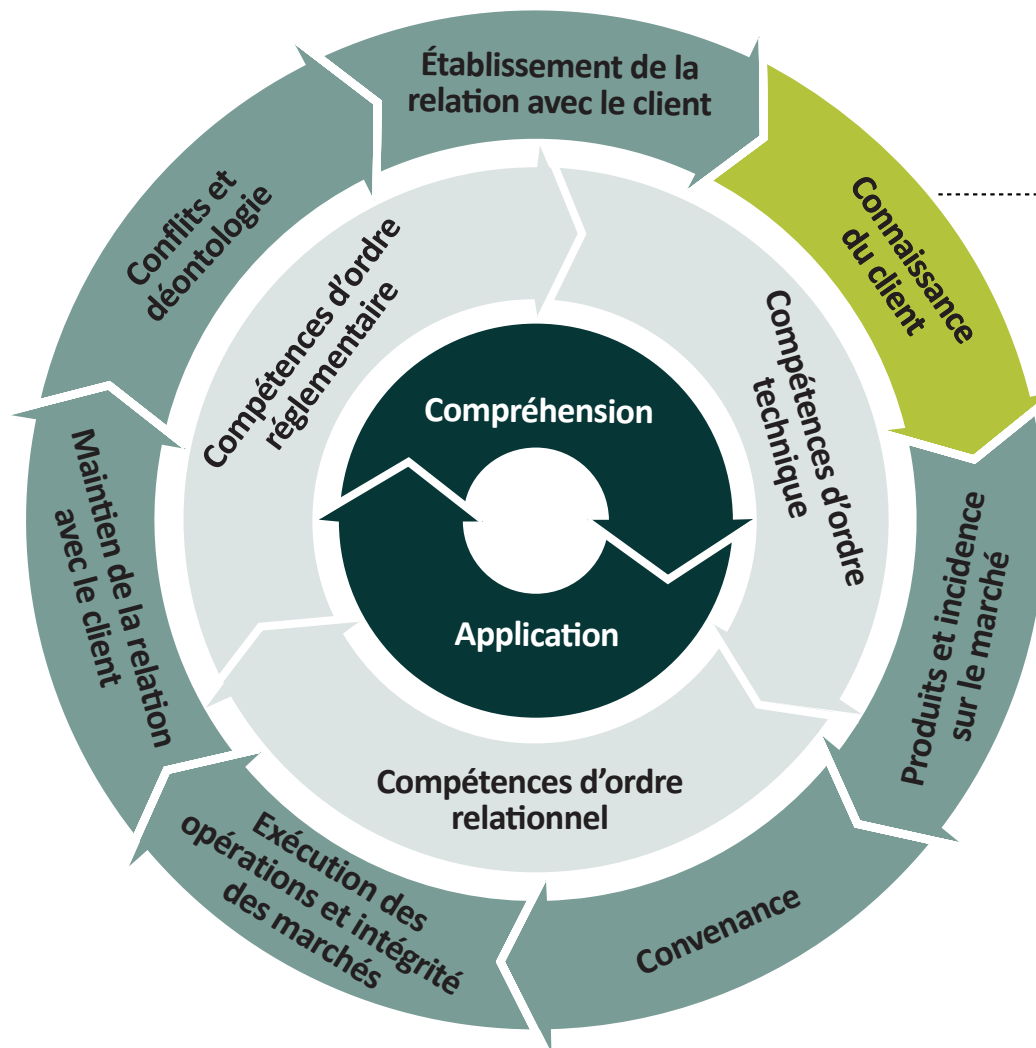 Établissement de la
relation avec le client
Connaissance
du client
Produits et incidence
sur le marché
Convenance
Exécution des
opérations et intégrité
des marchés
Maintien de la relation
avec le client
Conflits et
déontologie
Compétences d’ordre
réglementaire
Compétences d’ordre
technique
Compétences d’ordre
relationnel
Compréhension
Application